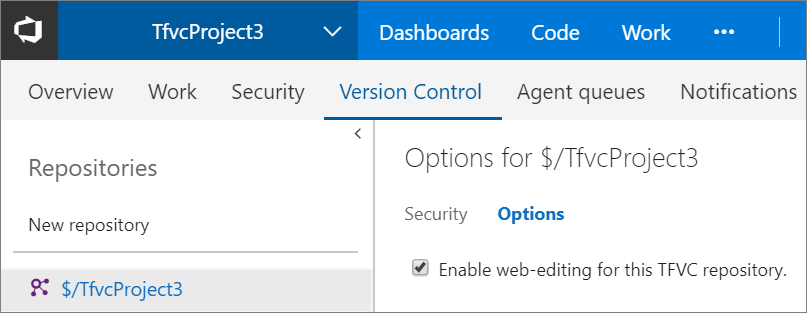 TfvcProject3 Dashboards Code Work •••
Overview Work Security Version Control Agent queues Notifications
Repositories
New repository
$/TfvcProject3
Options for $/TfvcProject3
Security Options
Enable web-editing for this TFVC repository.